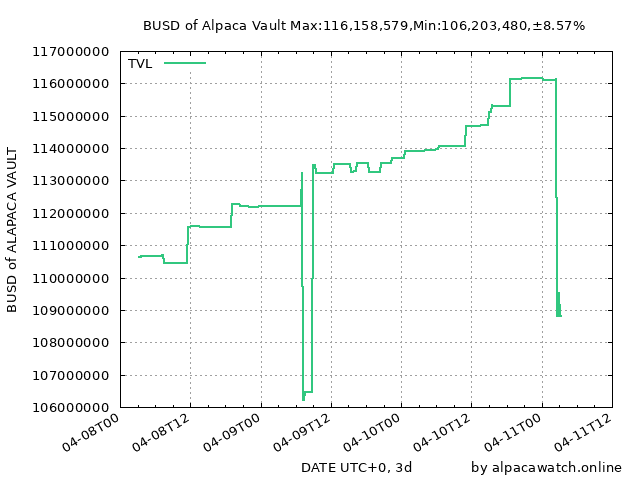 BUSD of Alpaca Vault Max:116,158,579,Min:106,203,480,±8.57%
TVL
117000000
116000000
115000000
114000000
113000000
112000000
111000000
110000000
109000000
108000000
107000000
106000000
BUSD of ALAPACA VAULT
04-08T00
04-08T12
04-09T00
04-09T12
04-10T00
04-10T12
04-11T00
04-11T12
DATE UTC+0, 3d
by alpacawatch.online